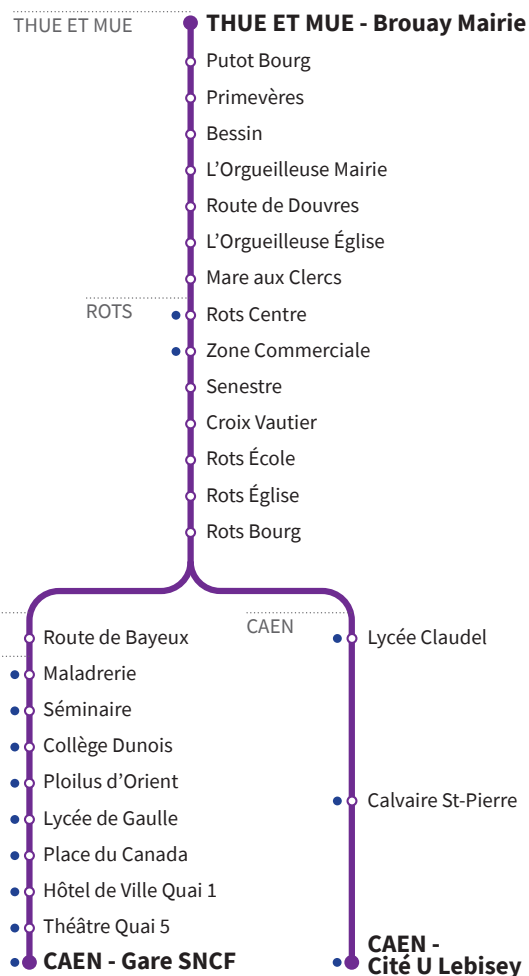 THUE ET MUE
THUE ET MUE - Brouay Mairie
Putot Bourg
Primevères
Bessin
L'Orgueilleuse Mairie
Route de Douvres
L'Orgueilleuse Église
Mare aux Clercs
ROTS
Rots Centre
Zone Commerciale
Senestre
Croix Vautier
Rots École
Rots Église
Rots Bourg
Route de Bayeux
Maladrerie
Séminaire
Collège Dunois
Ploilus d'Orient
Lycée de Gaulle
Place du Canada
Hôtel de Ville Quai 1
Théâtre Quai 5
CAEN - Gare SNCF
CAEN
Lycée Claudel
Calvaire St-Pierre
CAEN -
Cité U Lebisey